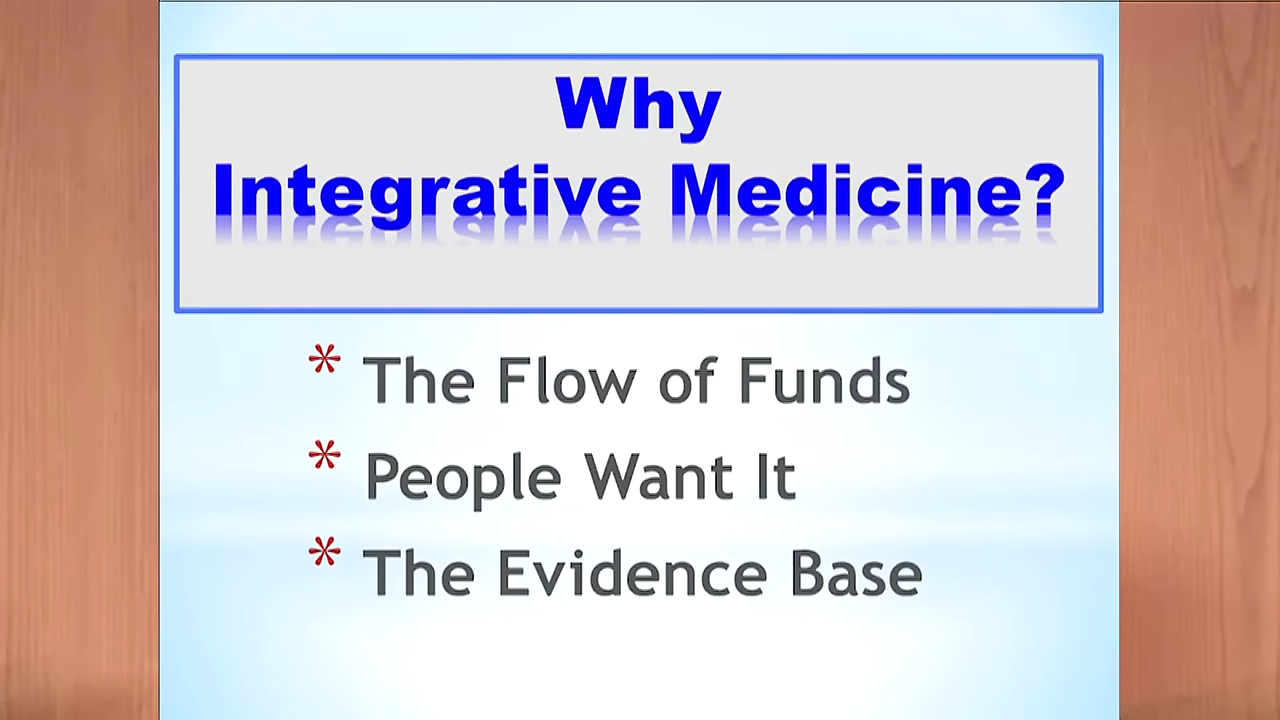 Why
Integrative Medicine?
* The Flow of Funds
* People Want It
* The Evidence Base